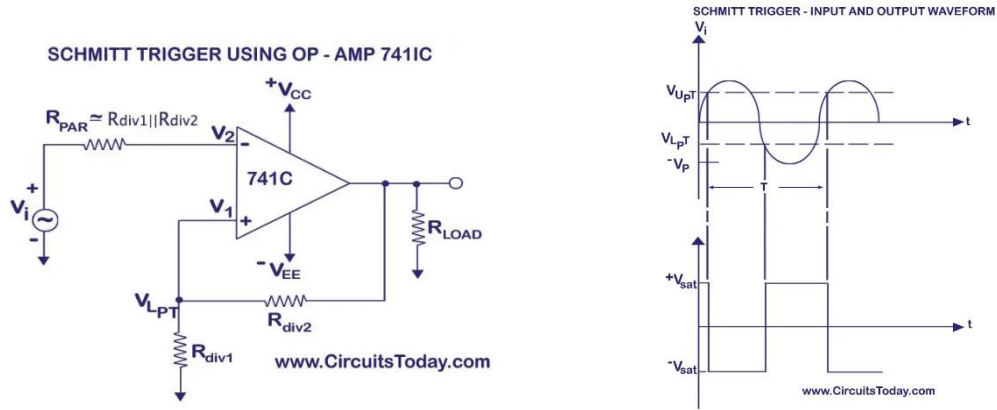 SCHMITT TRIGGER USING OP - AMP 741IC
+VCC
RPAR ≃ Rdiv1||Rdiv2
V2
-
741C
Vi
+
-
V1
+
RLOAD
-VEE
VLPT
Rdiv2
Rdiv1
www.CircuitsToday.com
SCHMITT TRIGGER - INPUT AND OUTPUT WAVEFORM
Vi
VUPT
t
VLPT
-VP
T
+Vsat
t
-Vsat
www.CircuitsToday.com